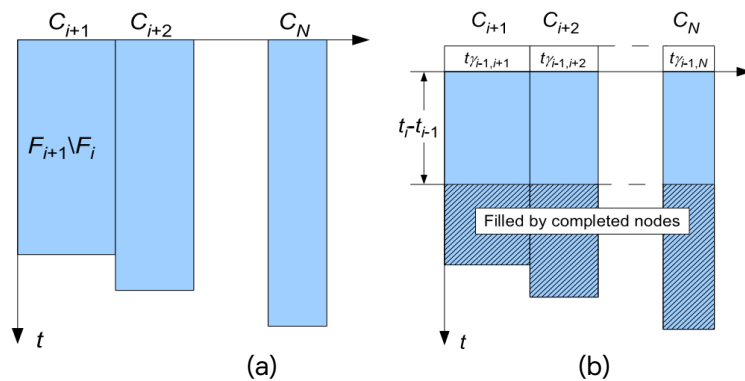 C_{i+1} C_{i+2} C_N
F_{i+1}\F_i
t
(a)
C_{i+1} C_{i+2} C_N
tγ_{i-1,i+1} tγ_{i-1,i+2} tγ_{i-1,N}
t_i-t_{i-1}
Filled by completed nodes
t
(b)